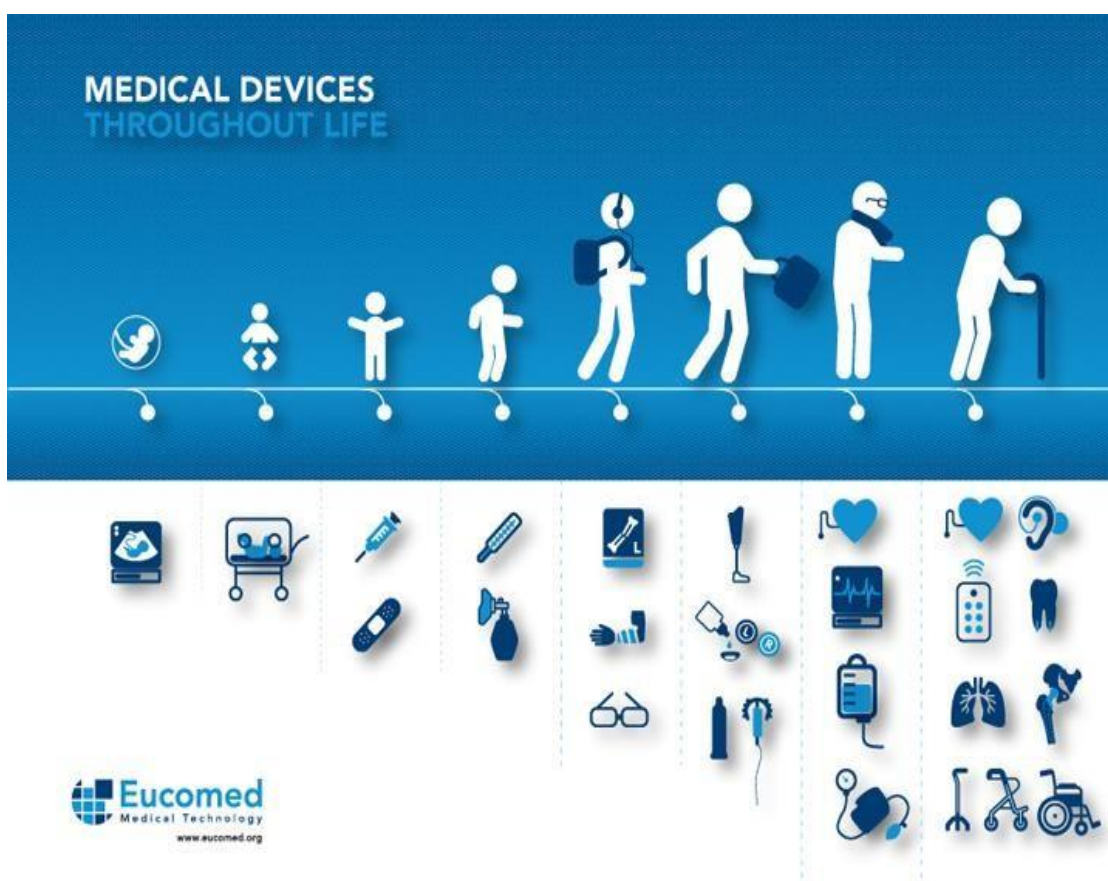 MEDICAL DEVICES
THROUGHOUT LIFE
L
L R
Eucomed
Medical Technology
www.eucomed.org